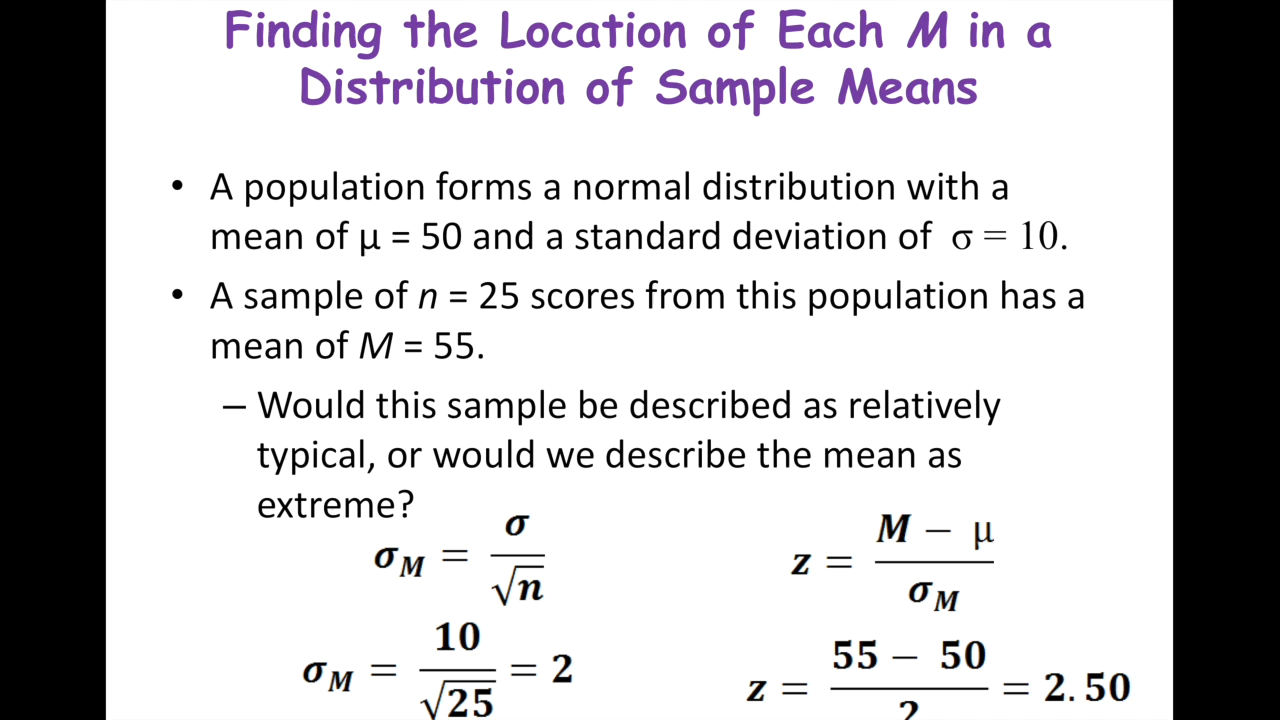 Finding the Location of Each M in a
Distribution of Sample Means
• A population forms a normal distribution with a
mean of μ = 50 and a standard deviation of σ = 10.
• A sample of n = 25 scores from this population has a
mean of M = 55.
– Would this sample be described as relatively
typical, or would we describe the mean as
extreme?
σ_M = σ / √n
z = (M − μ) / σ_M
σ_M = 10 / √25 = 2
z = (55 − 50) / 2 = 2.50